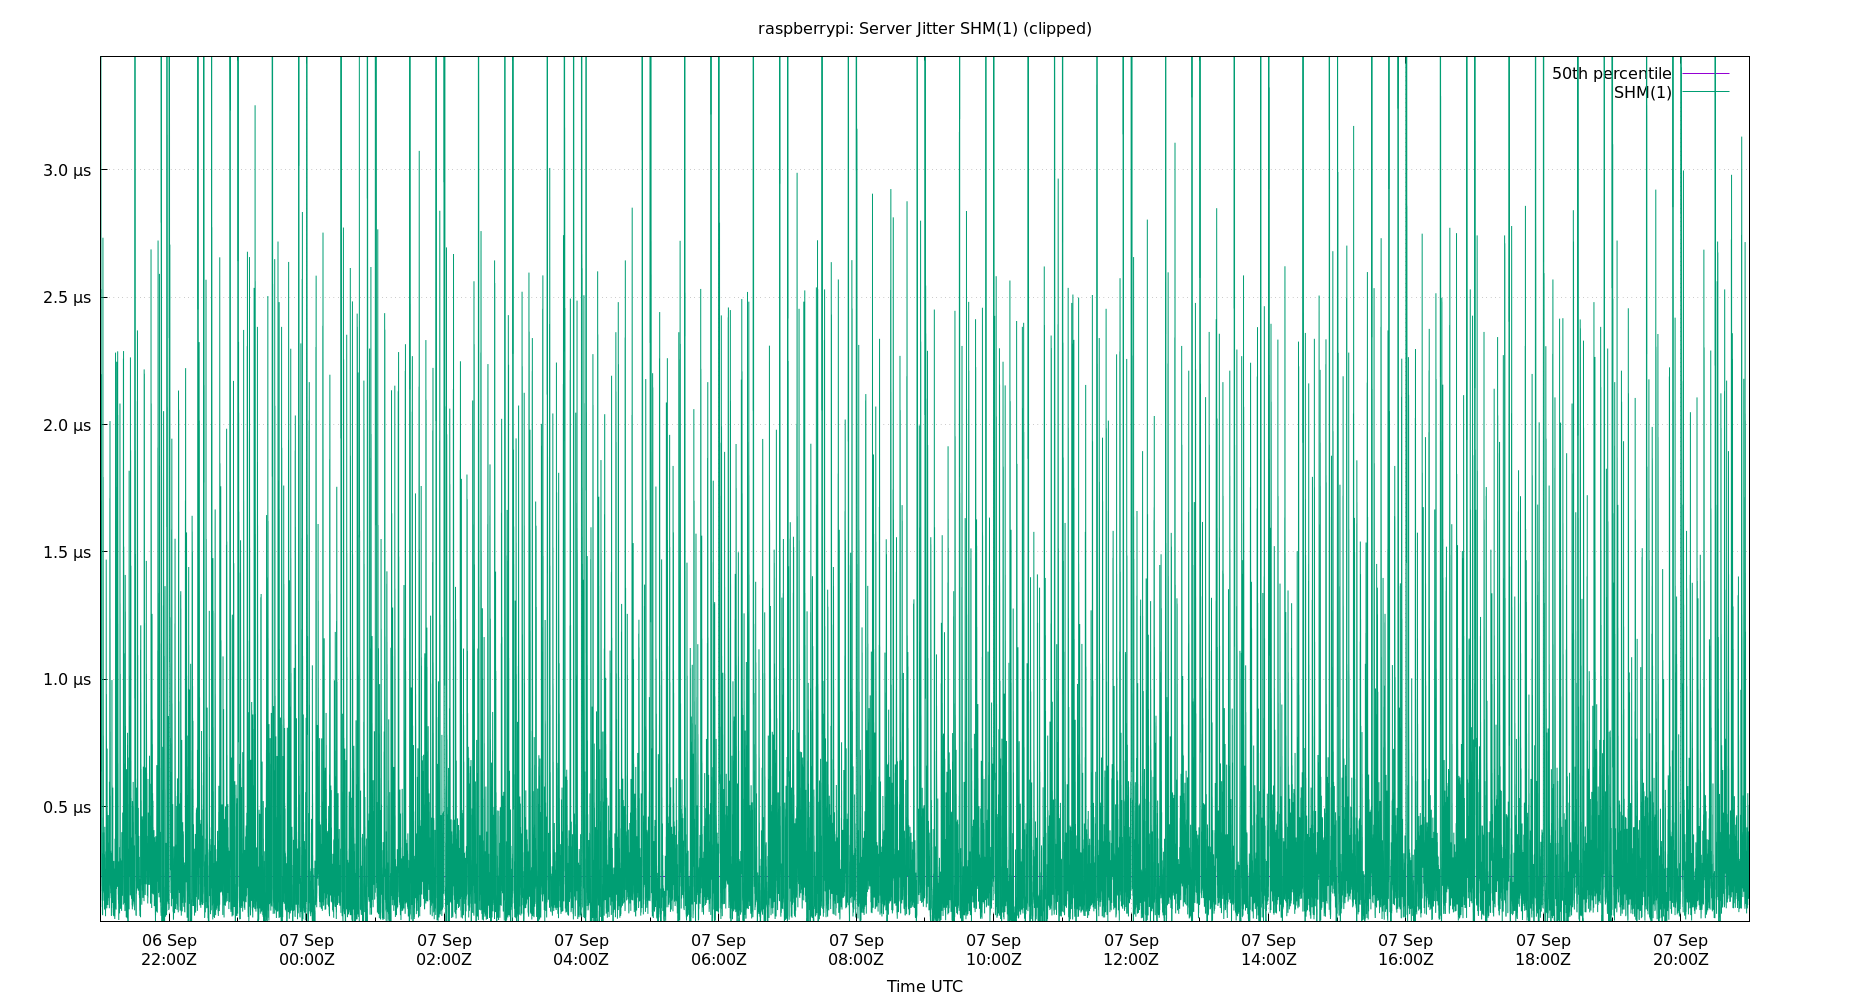 raspberrypi: Server Jitter SHM(1) (clipped)
50th percentile
SHM(1)
3.0 µs
2.5 µs
2.0 µs
1.5 µs
1.0 µs
0.5 µs
06 Sep 07 Sep 07 Sep 07 Sep 07 Sep 07 Sep 07 Sep 07 Sep 07 Sep 07 Sep 07 Sep 07 Sep
22:00Z 00:00Z 02:00Z 04:00Z 06:00Z 08:00Z 10:00Z 12:00Z 14:00Z 16:00Z 18:00Z 20:00Z
Time UTC